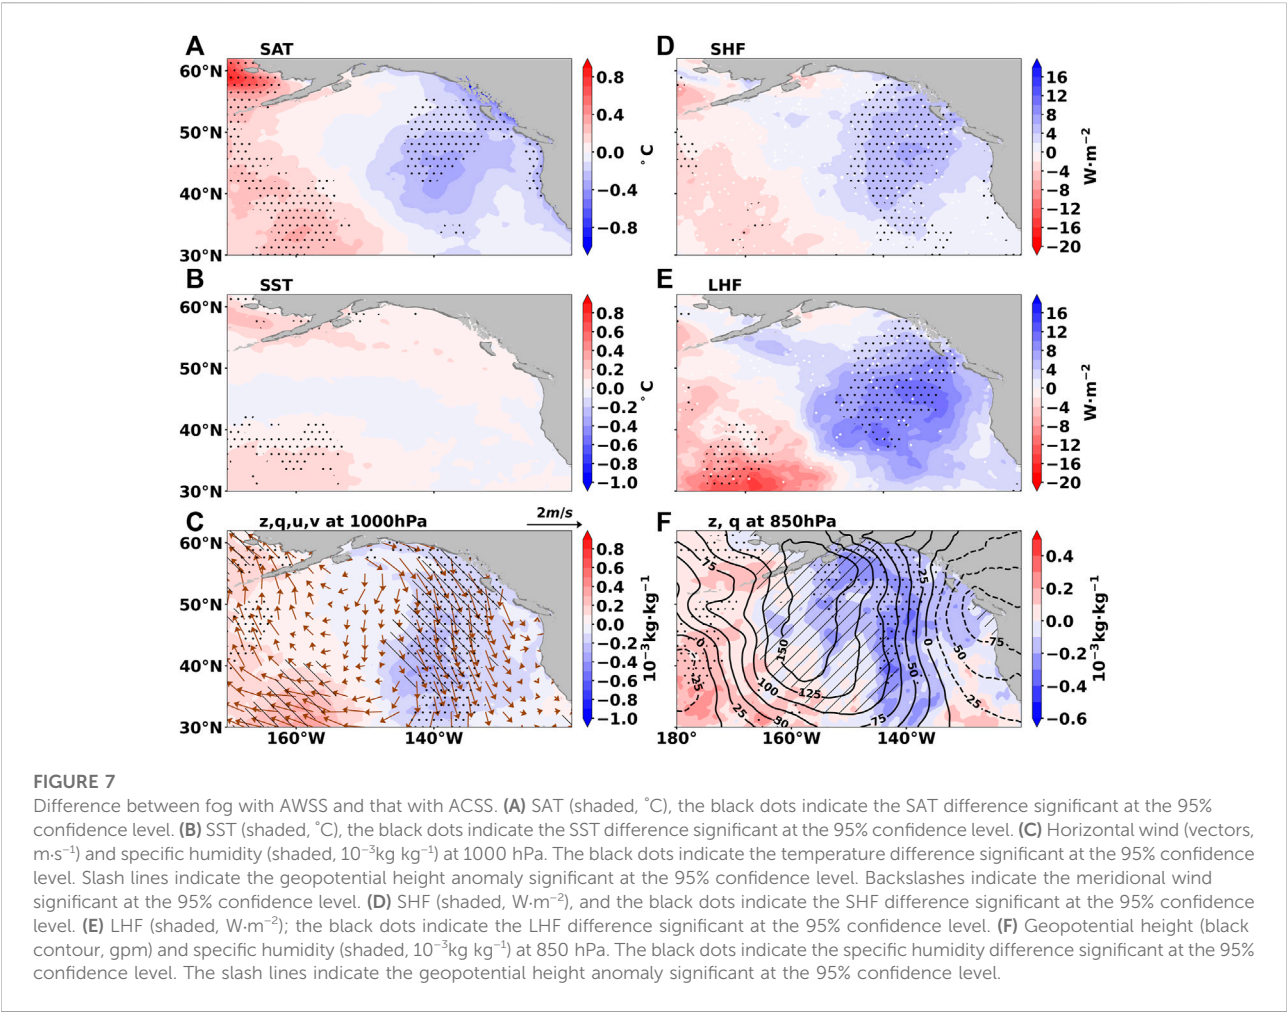 A SAT
60°N
50°N
40°N
30°N
0.8
0.4
0.0
−0.4
−0.8
°C
D SHF
16
12
8
4
0
−4
−8
−12
−16
−20
W·m⁻²
B SST
60°N
50°N
40°N
30°N
0.8
0.6
0.4
0.2
0.0
−0.2
−0.4
−0.6
−0.8
−1.0
°C
E LHF
16
12
8
4
0
−4
−8
−12
−16
−20
W·m⁻²
C z,q,u,v at 1000hPa
2m/s
60°N
50°N
40°N
30°N
160°W 140°W
0.8
0.6
0.4
0.2
0.0
−0.2
−0.4
−0.6
−0.8
−1.0
10⁻³kg·kg⁻¹
F z, q at 850hPa
75
25
150
0
0
50
50
-75
-25
100
125
25
50
75
-25
180° 160°W 140°W
0.4
0.2
0.0
−0.2
−0.4
−0.6
10⁻³kg·kg⁻¹
FIGURE 7
Difference between fog with AWSS and that with ACSS. (A) SAT (shaded, °C), the black dots indicate the SAT difference significant at the 95%
confidence level. (B) SST (shaded, °C), the black dots indicate the SST difference significant at the 95% confidence level. (C) Horizontal wind (vectors,
m·s⁻¹) and specific humidity (shaded, 10⁻³kg kg⁻¹) at 1000 hPa. The black dots indicate the temperature difference significant at the 95% confidence
level. Slash lines indicate the geopotential height anomaly significant at the 95% confidence level. Backslashes indicate the meridional wind
significant at the 95% confidence level. (D) SHF (shaded, W·m⁻²), and the black dots indicate the SHF difference significant at the 95% confidence
level. (E) LHF (shaded, W·m⁻²); the black dots indicate the LHF difference significant at the 95% confidence level. (F) Geopotential height (black
contour, gpm) and specific humidity (shaded, 10⁻³kg kg⁻¹) at 850 hPa. The black dots indicate the specific humidity difference significant at the 95%
confidence level. The slash lines indicate the geopotential height anomaly significant at the 95% confidence level.